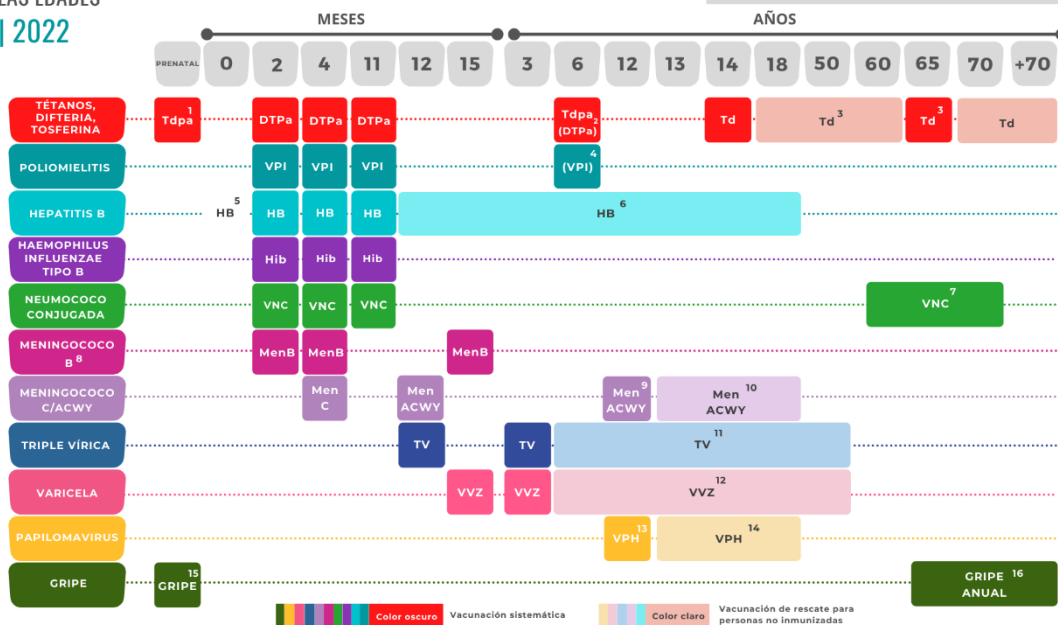 LAS EDADES
| 2022
MESES
AÑOS
PRENATAL 0 2 4 11 12 15 3 6 12 13 14 18 50 60 65 70 +70
TÉTANOS,
DIFTERIA,
TOSFERINA
Tdpa 1 DTPa DTPa DTPa Tdpa 2
(DTPa)
Td Td 3 Td 3 Td
POLIOMIELITIS VPI VPI VPI (VPI) 4
HEPATITIS B HB 5 HB HB HB HB 6
HAEMOPHILUS
INFLUENZAE
TIPO B
Hib Hib Hib
NEUMOCOCO
CONJUGADA
VNC VNC VNC VNC 7
MENINGOCOCO
B 8
MenB MenB MenB
MENINGOCOCO
C/ACWY
Men
C
Men
ACWY
Men 9
ACWY
Men 10
ACWY
TRIPLE VÍRICA TV TV TV 11
VARICELA VVZ VVZ VVZ 12
PAPILOMAVIRUS VPH 13 VPH 14
GRIPE GRIPE 15 GRIPE 16
ANUAL
Color oscuro Vacunación sistemática
Color claro Vacunación de rescate para
personas no inmunizadas